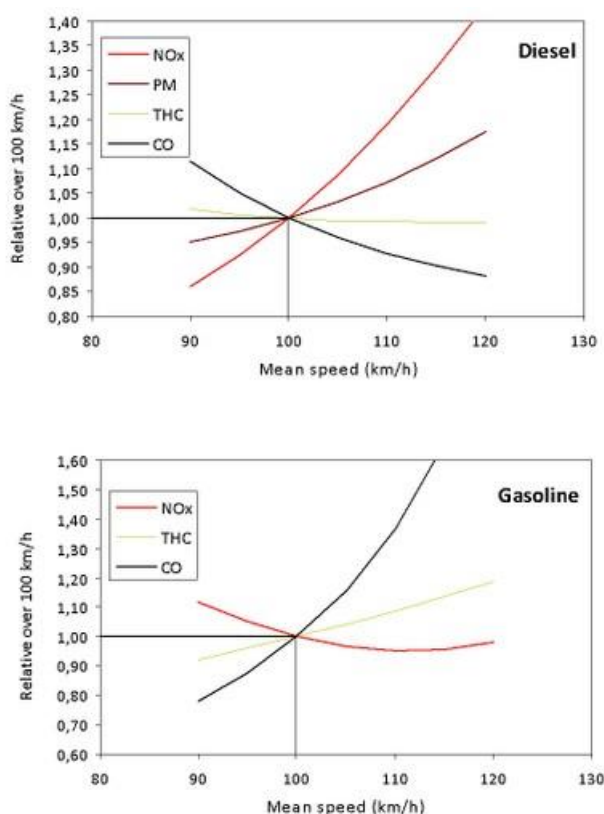 Diesel
NOx
PM
THC
CO
Relative over 100 km/h
1,40
1,35
1,30
1,25
1,20
1,15
1,10
1,05
1,00
0,95
0,90
0,85
0,80
80 90 100 110 120 130
Mean speed (km/h)
Gasoline
NOx
THC
CO
Relative over 100 km/h
1,60
1,50
1,40
1,30
1,20
1,10
1,00
0,90
0,80
0,70
0,60
80 90 100 110 120 130
Mean speed (km/h)